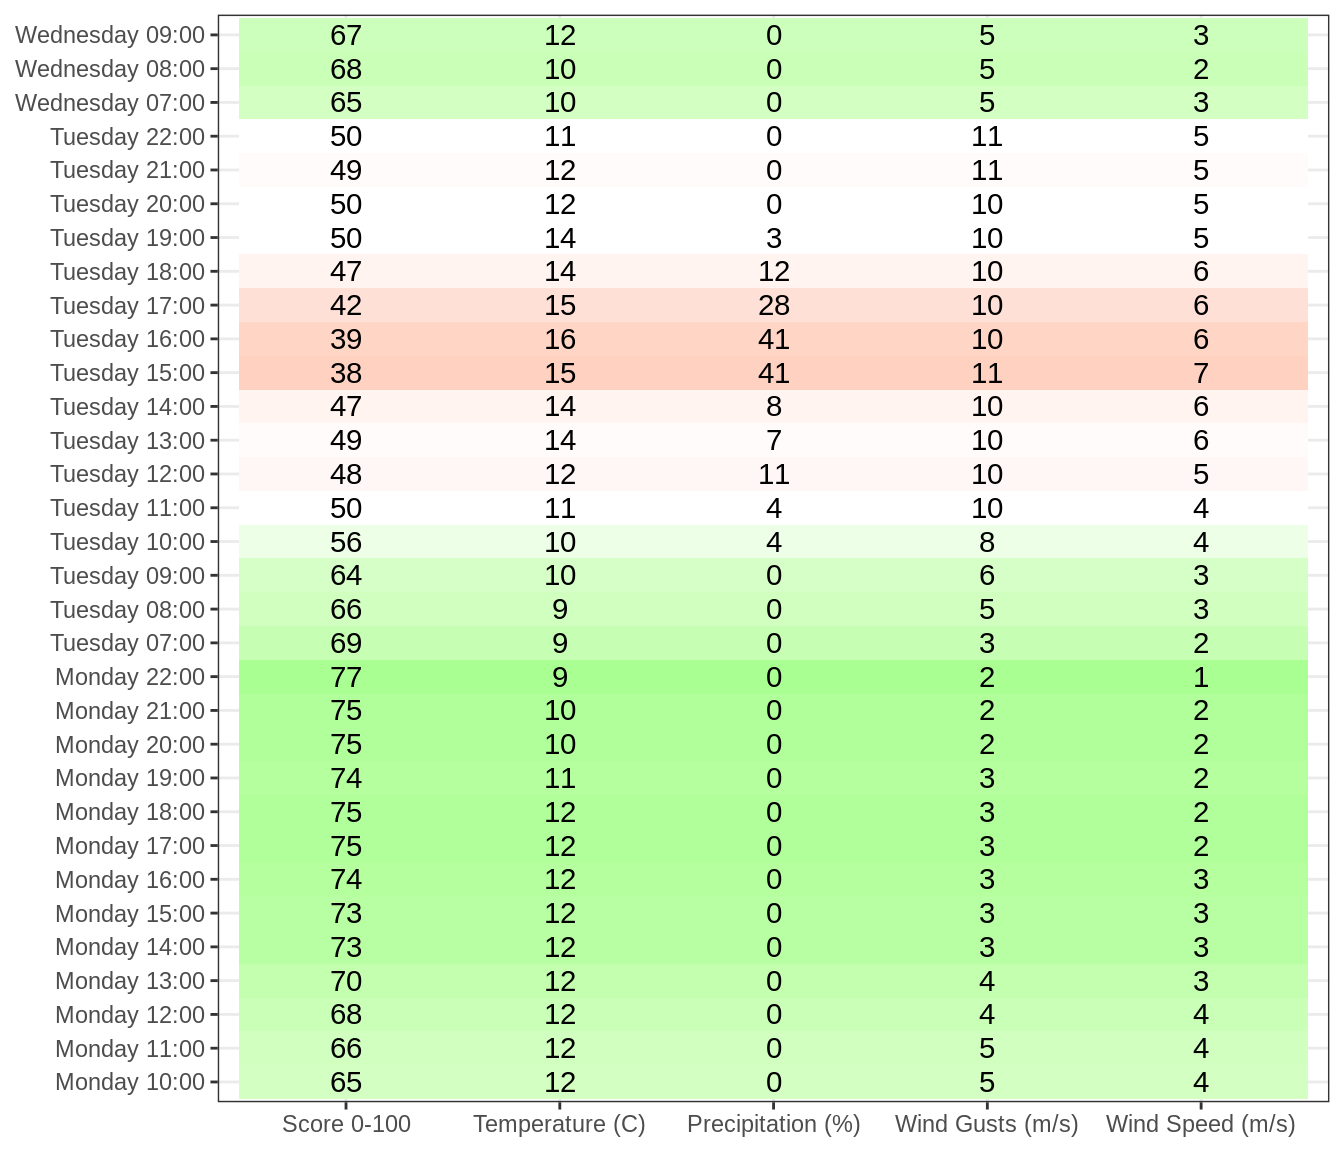 Wednesday 09:00 67 12 0 5 3
Wednesday 08:00 68 10 0 5 2
Wednesday 07:00 65 10 0 5 3
Tuesday 22:00 50 11 0 11 5
Tuesday 21:00 49 12 0 11 5
Tuesday 20:00 50 12 0 10 5
Tuesday 19:00 50 14 3 10 5
Tuesday 18:00 47 14 12 10 6
Tuesday 17:00 42 15 28 10 6
Tuesday 16:00 39 16 41 10 6
Tuesday 15:00 38 15 41 11 7
Tuesday 14:00 47 14 8 10 6
Tuesday 13:00 49 14 7 10 6
Tuesday 12:00 48 12 11 10 5
Tuesday 11:00 50 11 4 10 4
Tuesday 10:00 56 10 4 8 4
Tuesday 09:00 64 10 0 6 3
Tuesday 08:00 66 9 0 5 3
Tuesday 07:00 69 9 0 3 2
Monday 22:00 77 9 0 2 1
Monday 21:00 75 10 0 2 2
Monday 20:00 75 10 0 2 2
Monday 19:00 74 11 0 3 2
Monday 18:00 75 12 0 3 2
Monday 17:00 75 12 0 3 2
Monday 16:00 74 12 0 3 3
Monday 15:00 73 12 0 3 3
Monday 14:00 73 12 0 3 3
Monday 13:00 70 12 0 4 3
Monday 12:00 68 12 0 4 4
Monday 11:00 66 12 0 5 4
Monday 10:00 65 12 0 5 4
Score 0-100 Temperature (C) Precipitation (%) Wind Gusts (m/s) Wind Speed (m/s)